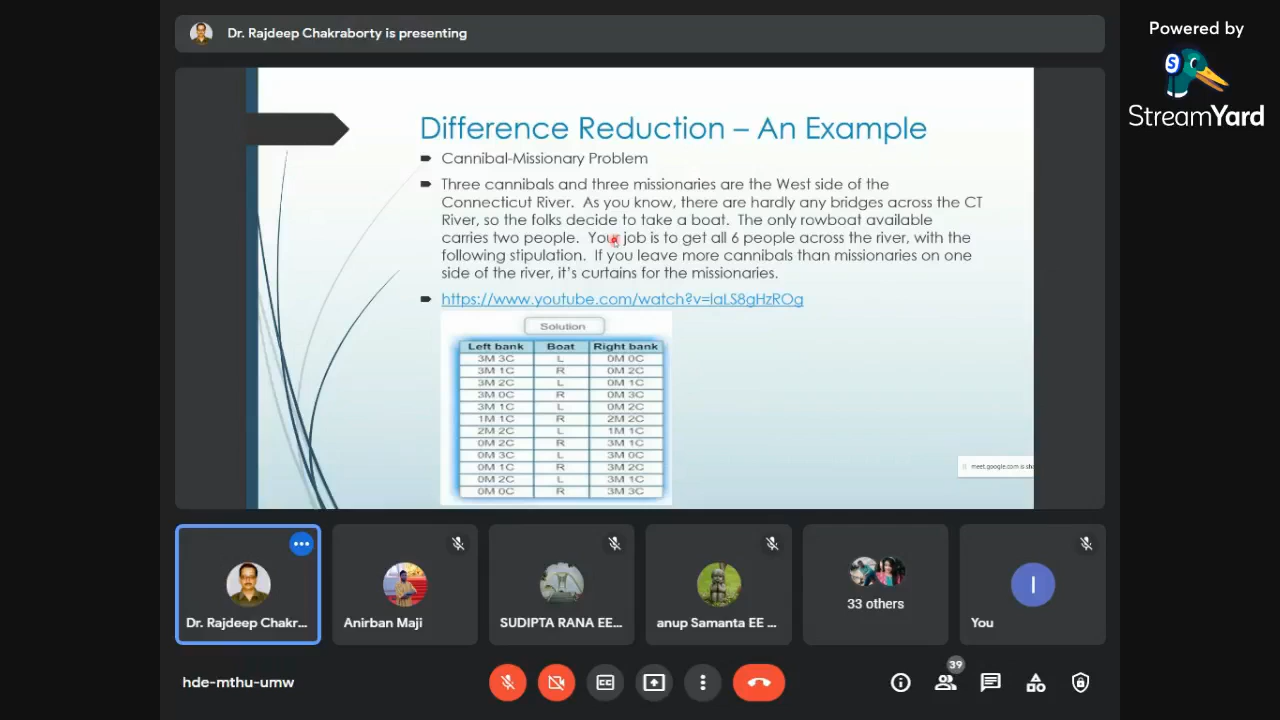 Dr. Rajdeep Chakraborty is presenting
Powered by
StreamYard
Difference Reduction – An Example
Cannibal-Missionary Problem
Three cannibals and three missionaries are the West side of the
Connecticut River. As you know, there are hardly any bridges across the CT
River, so the folks decide to take a boat. The only rowboat available
carries two people. Your job is to get all 6 people across the river, with the
following stipulation. If you leave more cannibals than missionaries on one
side of the river, it's curtains for the missionaries.
https://www.youtube.com/watch?v=laLS8gHzROg
Solution
Left bank Boat Right bank
3M 3C L 0M 0C
3M 1C R 0M 2C
3M 2C L 0M 1C
3M 0C R 0M 3C
3M 1C L 0M 2C
1M 1C R 2M 2C
2M 2C L 1M 1C
0M 2C R 3M 1C
0M 3C L 3M 0C
0M 1C R 3M 2C
0M 2C L 3M 1C
0M 0C R 3M 3C
meet.google.com is sh
Dr. Rajdeep Chakr...
Anirban Maji
SUDIPTA RANA EE...
anup Samanta EE ...
33 others
I
You
hde-mthu-umw
39